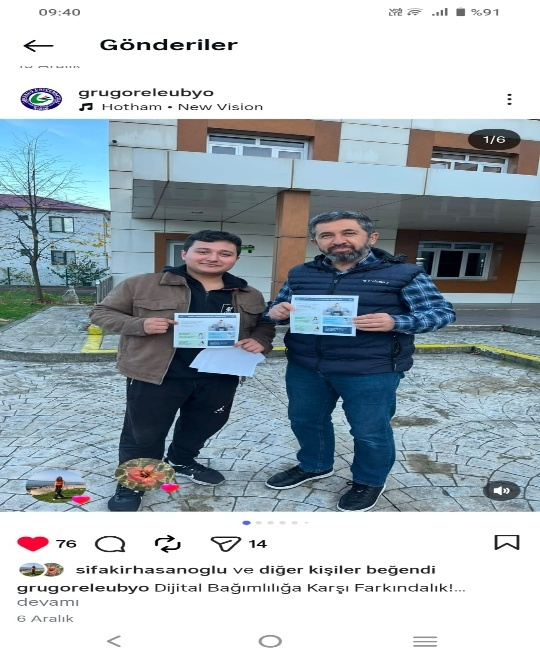 09:40
%91
Gönderiler
grugoreleubyo
Hotham • New Vision
1/6
76
14
sifakirhasanoglu ve diğer kişiler beğendi
grugoreleubyo Dijital Bağımlılığa Karşı Farkındalık!...
devamı
6 Aralık